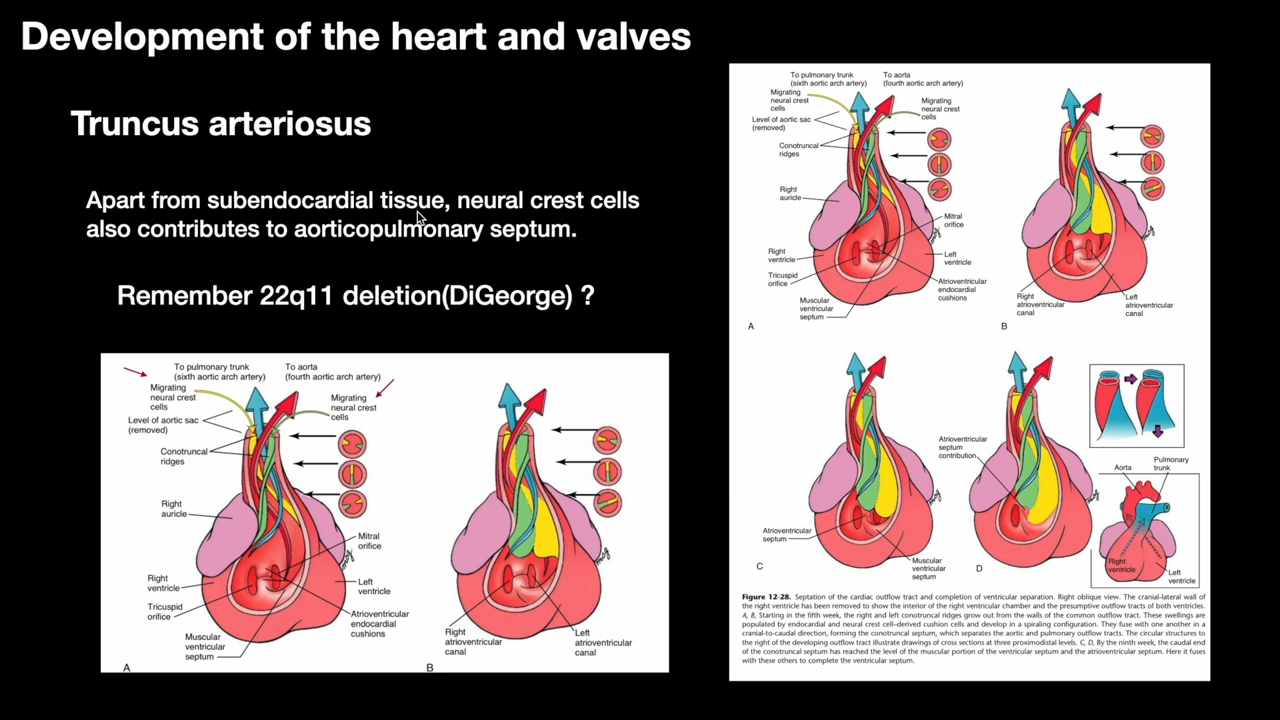 Development of the heart and valves
Truncus arteriosus
Apart from subendocardial tissue, neural crest cells
also contributes to aorticopulmonary septum.
Remember 22q11 deletion(DiGeorge) ?
To pulmonary trunk
(sixth aortic arch artery)
To aorta
(fourth aortic arch artery)
Migrating
neural crest
cells
Migrating
neural crest
cells
Level of aortic sac
(removed)
Conotruncal
ridges
Right
auricle
Mitral
orifice
Right
ventricle
Left
ventricle
Tricuspid
orifice
Atrioventricular
endocardial
cushions
Muscular
ventricular
septum
A
Right
atrioventricular
canal
Left
atrioventricular
canal
B
To pulmonary trunk
(sixth aortic arch artery)
To aorta
(fourth aortic arch artery)
Migrating
neural crest
cells
Migrating
neural crest
cells
Level of aortic sac
(removed)
Conotruncal
ridges
Right
auricle
Mitral
orifice
Right
ventricle
Left
ventricle
Tricuspid
orifice
Atrioventricular
endocardial
cushions
Muscular
ventricular
septum
A
Right
atrioventricular
canal
Left
atrioventricular
canal
B
Atrioventricular
septum
Muscular
ventricular
septum
C
Atrioventricular
septum
contribution
D
Aorta
Pulmonary
trunk
Right
ventricle
Left
ventricle
Figure 12-28. Septation of the cardiac outflow tract and completion of ventricular separation. Right oblique view. The cranial-lateral wall of
the right ventricle has been removed to show the interior of the right ventricular chamber and the presumptive outflow tracts of both ventricles.
A, B, Starting in the fifth week, the right and left conotruncal ridges grow out from the walls of the common outflow tract. These swellings are
populated by endocardial and neural crest cell–derived cushion cells and develop in a spiraling configuration. They fuse with one another in a
cranial-to-caudal direction, forming the conotruncal septum, which separates the aortic and pulmonary outflow tracts. The circular structures to
the right of the developing outflow tract illustrate drawings of cross sections at three proximodistal levels. C, D, By the ninth week, the caudal end
of the conotruncal septum has reached the level of the muscular portion of the ventricular septum and the atrioventricular septum. Here it fuses
with these others to complete the ventricular septum.